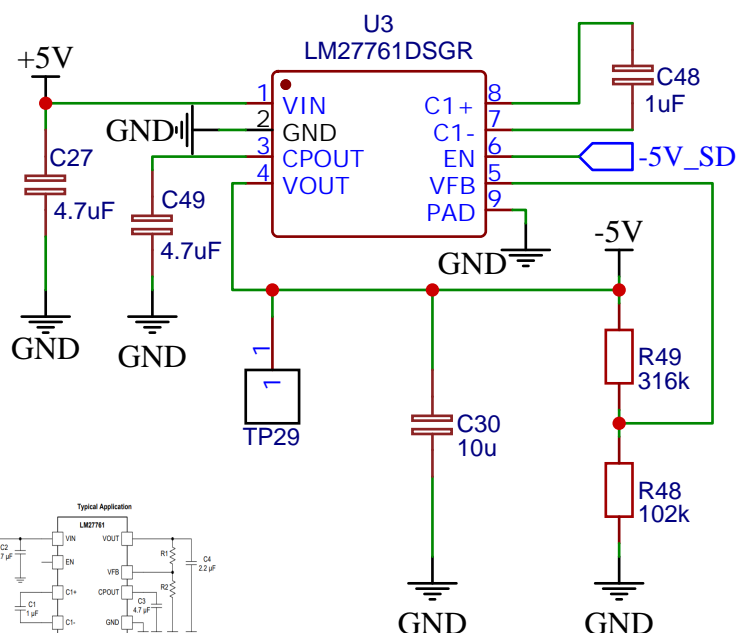 U3
LM27761DSGR
+5V
1
VIN
2
GND
3
CPOUT
4
VOUT
8
C1+
7
C1-
6
EN
5
VFB
9
PAD
GND
C48
1uF
-5V_SD
C27
4.7uF
C49
4.7uF
GND
-5V
GND
GND
R49
316k
1
1
TP29
C30
10u
R48
102k
GND
GND
Typical Application
LM27761
VIN
VOUT
C2
EN
R1
C4
2.2 µF
VFB
C1+
CPOUT
R2
C1
1 µF
C3
4.7 µF
C1-
GND